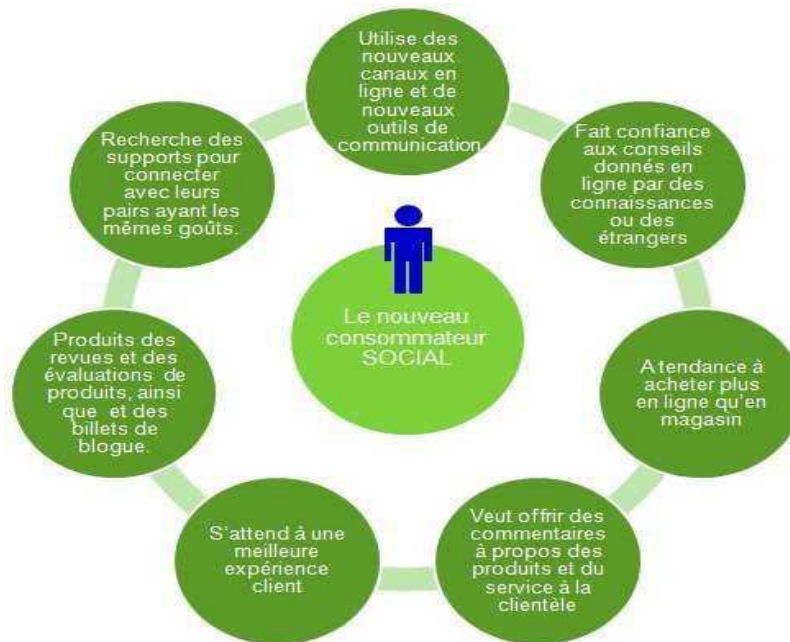 Utilise des
nouveaux
canaux en
ligne et de
nouveaux
outils de
communication
Fait confiance
aux conseils
donnés en
ligne par des
connaissances
ou des
étrangers
A tendance à
acheter plus
en ligne qu'en
magasin
Veut offrir des
commentaires
à propos des
produits et du
service à la
clientèle
S'attend à une
meilleure
expérience
client
Produits des
revues et des
évaluations de
produits, ainsi
que et des
billets de
blogue.
Recherche des
supports pour
connecter
avec leurs
pairs ayant les
mêmes goûts.
Le nouveau
consommateur
SOCIAL